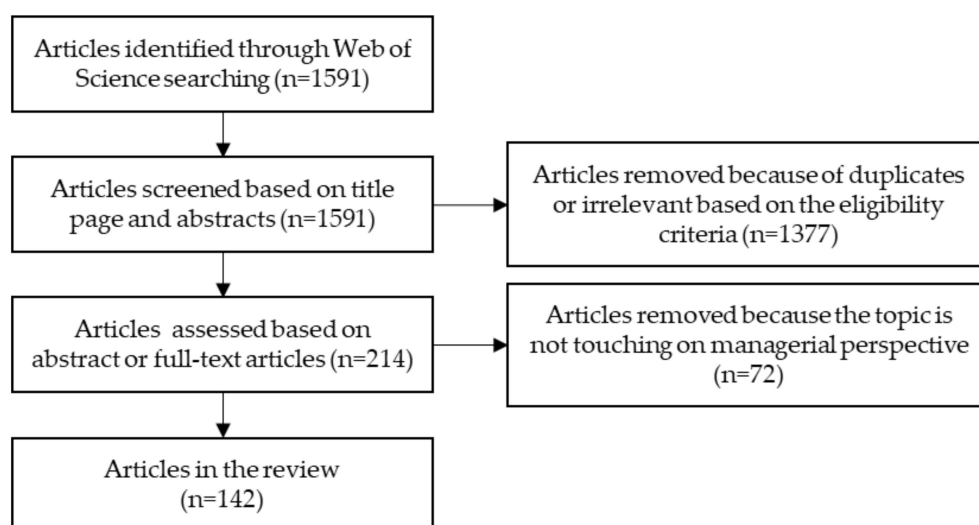 Articles identified through Web of
Science searching (n=1591)
Articles screened based on title
page and abstracts (n=1591)
Articles removed because of duplicates
or irrelevant based on the eligibility
criteria (n=1377)
Articles assessed based on
abstract or full-text articles (n=214)
Articles removed because the topic is
not touching on managerial perspective
(n=72)
Articles in the review
(n=142)